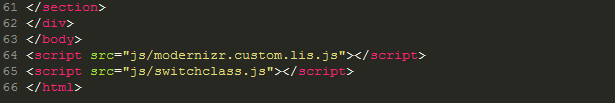 61 </section>
62 </div>
63 </body>
64 <script src="js/modernizr.custom.lis.js"></script>
65 <script src="js/switchclass.js"></script>
66 </html>